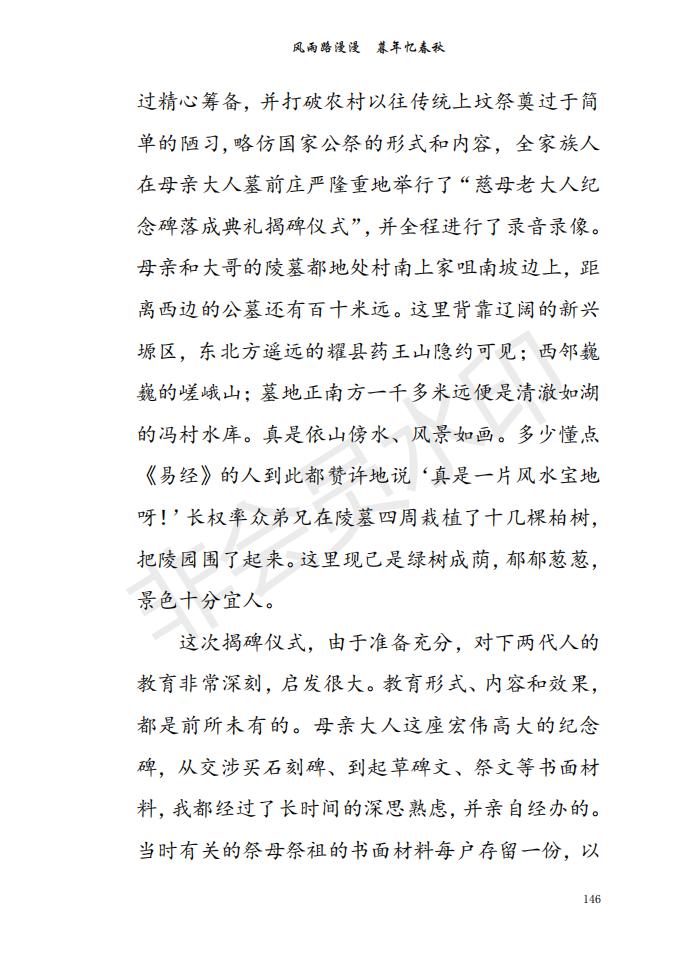 风雨路漫漫　暮年忆春秋
过精心筹备，并打破农村以往传统上坟祭奠过于简
单的陋习，略仿国家公祭的形式和内容，全家族人
在母亲大人墓前庄严隆重地举行了“慈母老大人纪
念碑落成典礼揭碑仪式”，并全程进行了录音录像。
母亲和大哥的陵墓都地处村南上家咀南坡边上，距
离西边的公墓还有百十米远。这里背靠辽阔的新兴
塬区，东北方遥远的耀县药王山隐约可见；西邻巍
巍的嵯峨山；墓地正南方一千多米远便是清澈如湖
的冯村水库。真是依山傍水、风景如画。多少懂点
《易经》的人到此都赞许地说‘真是一片风水宝地
呀！’长权率众弟兄在陵墓四周栽植了十几棵柏树，
把陵园围了起来。这里现已是绿树成荫，郁郁葱葱，
景色十分宜人。
这次揭碑仪式，由于准备充分，对下两代人的
教育非常深刻，启发很大。教育形式、内容和效果，
都是前所未有的。母亲大人这座宏伟高大的纪念
碑，从交涉买石刻碑、到起草碑文、祭文等书面材
料，我都经过了长时间的深思熟虑，并亲自经办的。
当时有关的祭母祭祖的书面材料每户存留一份，以
146
非会员水印